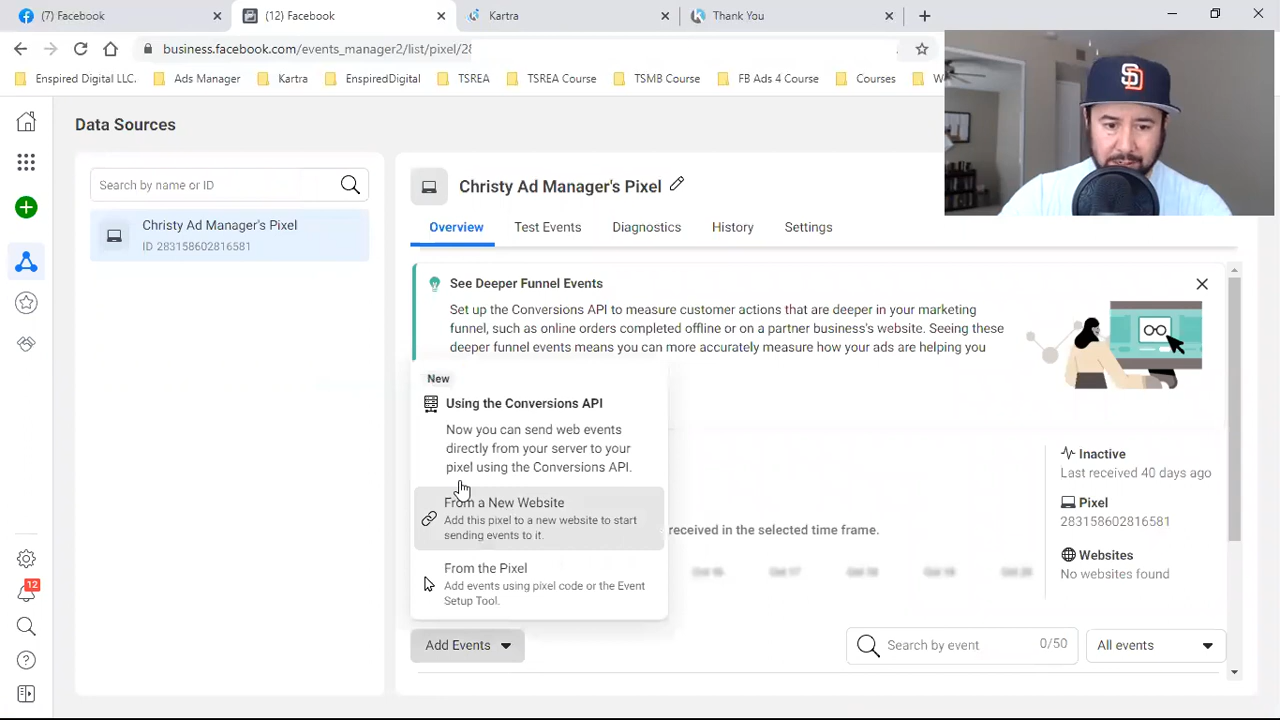 (7) Facebook
(12) Facebook
Kartra
Thank You
business.facebook.com/events_manager2/list/pixel/28
Enspired Digital LLC.
Ads Manager
Kartra
EnspiredDigital
TSREA
TSREA Course
TSMB Course
FB Ads 4 Course
Courses
Data Sources
Search by name or ID
Christy Ad Manager's Pixel
ID 283158602816581
Christy Ad Manager's Pixel
Overview
Test Events
Diagnostics
History
Settings
See Deeper Funnel Events
Set up the Conversions API to measure customer actions that are deeper in your marketing
funnel, such as online orders completed offline or on a partner business's website. Seeing these
deeper funnel events means you can more accurately measure how your ads are helping you
New
Using the Conversions API
Now you can send web events
directly from your server to your
pixel using the Conversions API.
From a New Website
Add this pixel to a new website to start
sending events to it.
From the Pixel
Add events using pixel code or the Event
Setup Tool.
received in the selected time frame.
Oct 16
Oct 17
Oct 18
Oct 19
Oct 20
Inactive
Last received 40 days ago
Pixel
283158602816581
Websites
No websites found
Add Events
Search by event
0/50
All events
12
SD